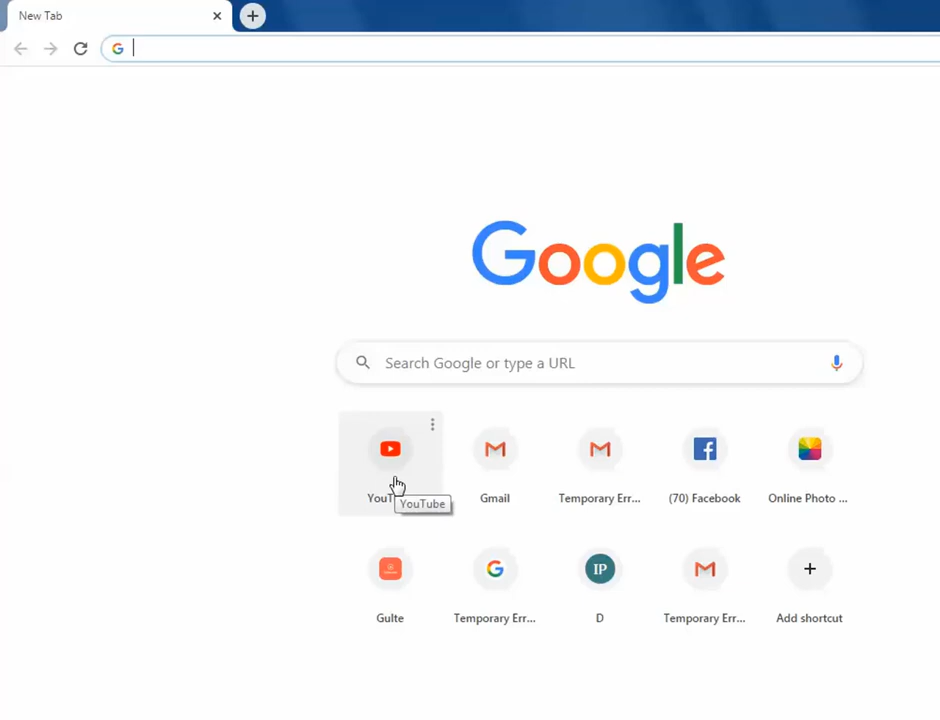 New Tab
Google
Search Google or type a URL
YouT
YouTube
Gmail
Temporary Err...
(70) Facebook
Online Photo ...
IP
Gulte
Temporary Err...
D
Temporary Err...
Add shortcut